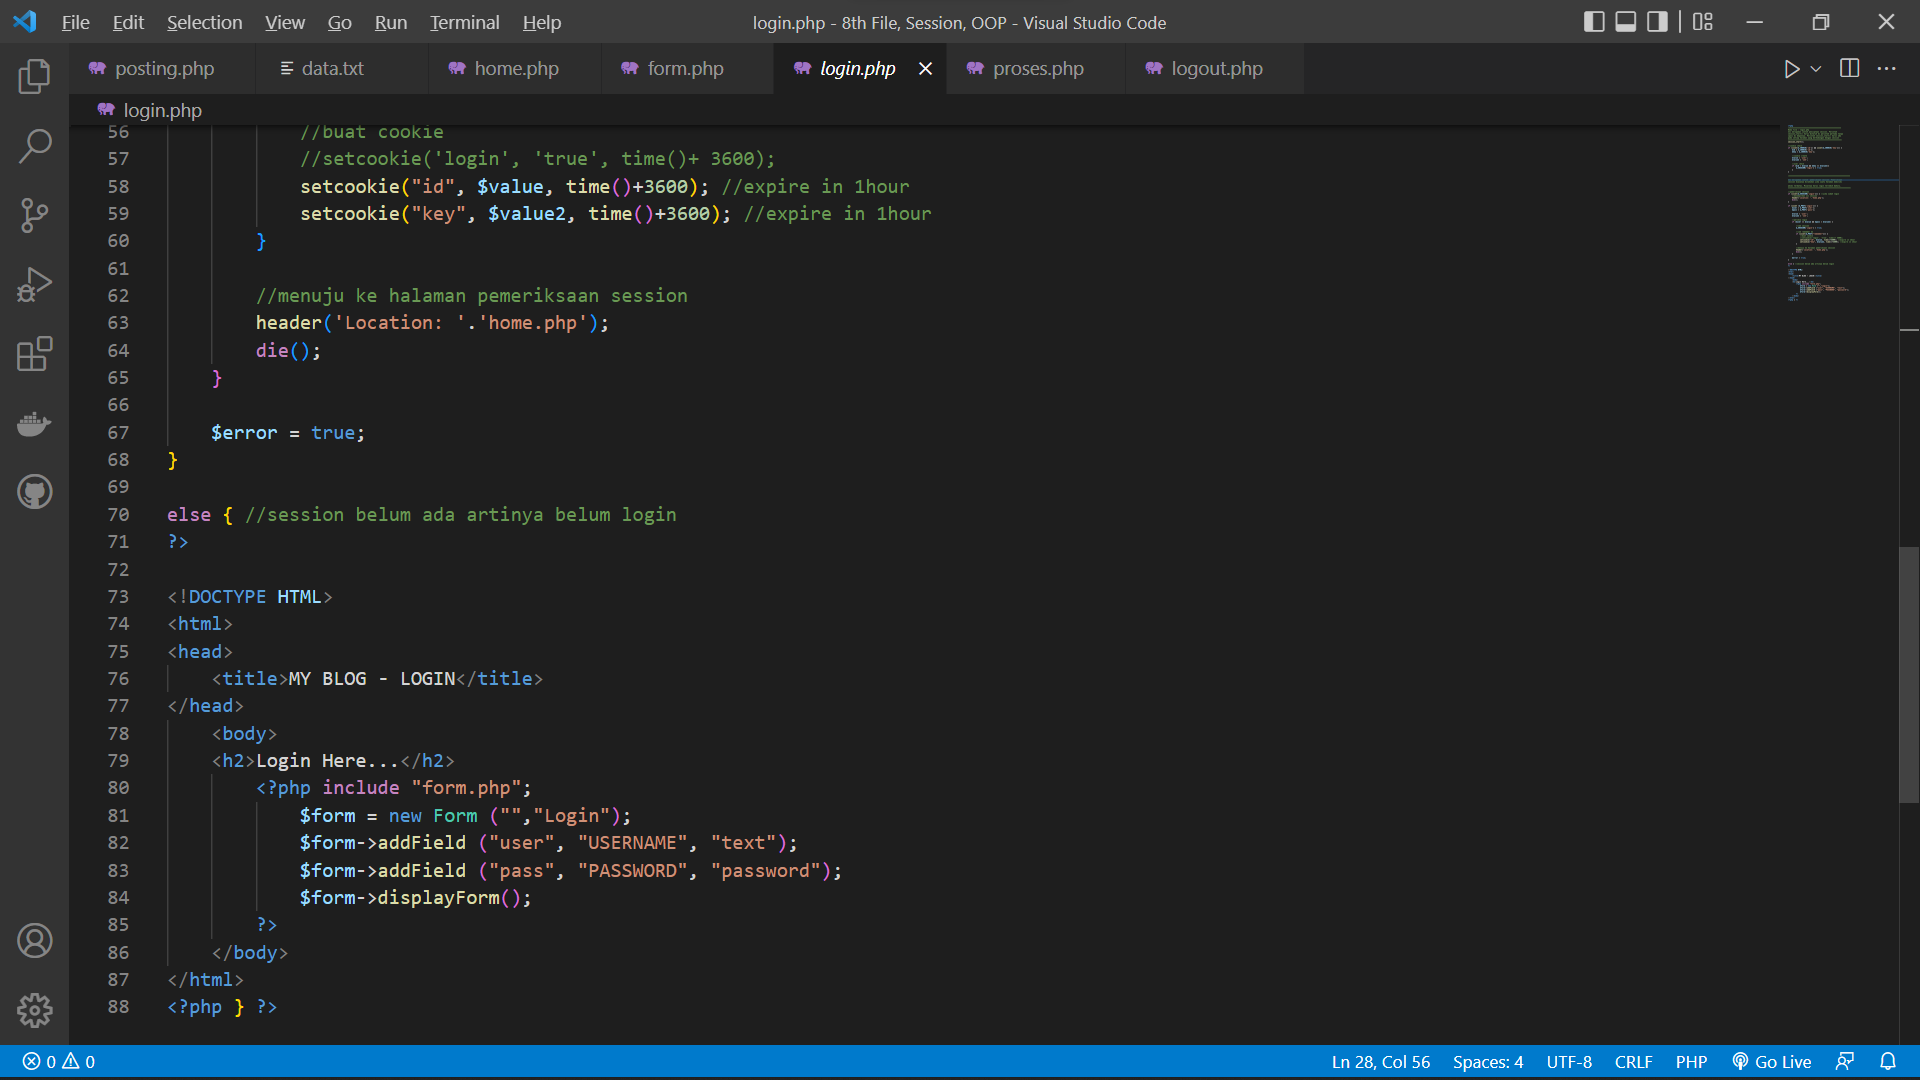 File Edit Selection View Go Run Terminal Help login.php - 8th File, Session, OOP - Visual Studio Code
posting.php data.txt home.php form.php login.php proses.php logout.php
login.php
56 //buat cookie
57 //setcookie('login', 'true', time()+ 3600);
58 setcookie("id", $value, time()+3600); //expire in 1hour
59 setcookie("key", $value2, time()+3600); //expire in 1hour
60 }
61
62 //menuju ke halaman pemeriksaan session
63 header('Location: '.'home.php');
64 die();
65 }
66
67 $error = true;
68 }
69
70 else { //session belum ada artinya belum login
71 ?>
72
73 <!DOCTYPE HTML>
74 <html>
75 <head>
76 <title>MY BLOG - LOGIN</title>
77 </head>
78 <body>
79 <h2>Login Here...</h2>
80 <?php include "form.php";
81 $form = new Form ("","Login");
82 $form->addField ("user", "USERNAME", "text");
83 $form->addField ("pass", "PASSWORD", "password");
84 $form->displayForm();
85 ?>
86 </body>
87 </html>
88 <?php } ?>
0 0 Ln 28, Col 56 Spaces: 4 UTF-8 CRLF PHP Go Live